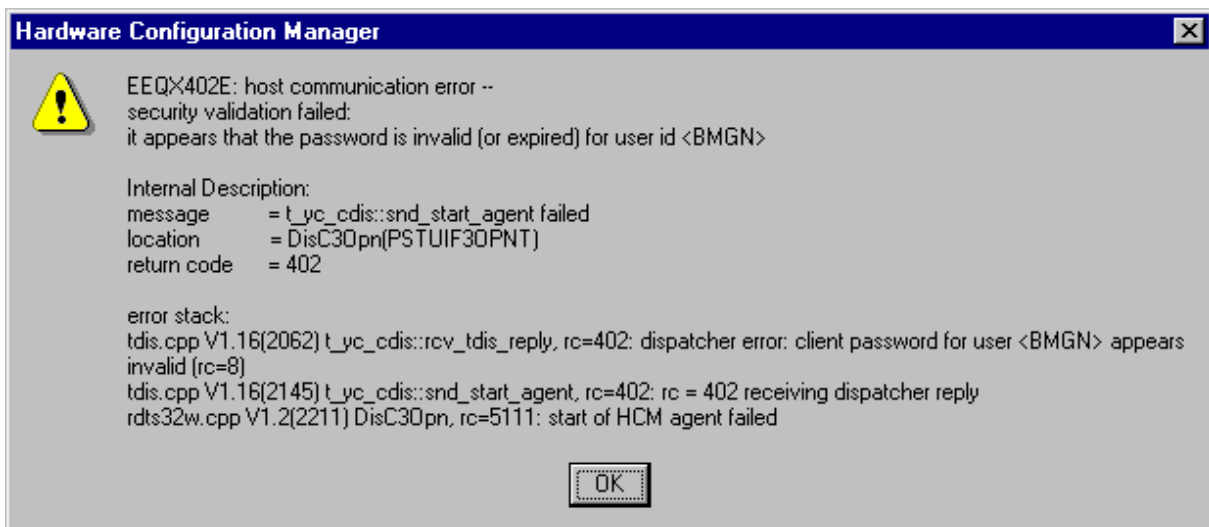 Hardware Configuration Manager
EEQX402E: host communication error --
security validation failed:
it appears that the password is invalid (or expired) for user id <BMGN>
Internal Description:
message = t_yc_cdis::snd_start_agent failed
location = DisC3Opn(PSTUIF3OPNT)
return code = 402
error stack:
tdis.cpp V1.16(2062) t_yc_cdis::rcv_tdis_reply, rc=402: dispatcher error: client password for user <BMGN> appears
invalid (rc=8)
tdis.cpp V1.16(2145) t_yc_cdis::snd_start_agent, rc=402: rc = 402 receiving dispatcher reply
rdts32w.cpp V1.2(2211) DisC3Opn, rc=5111: start of HCM agent failed
OK